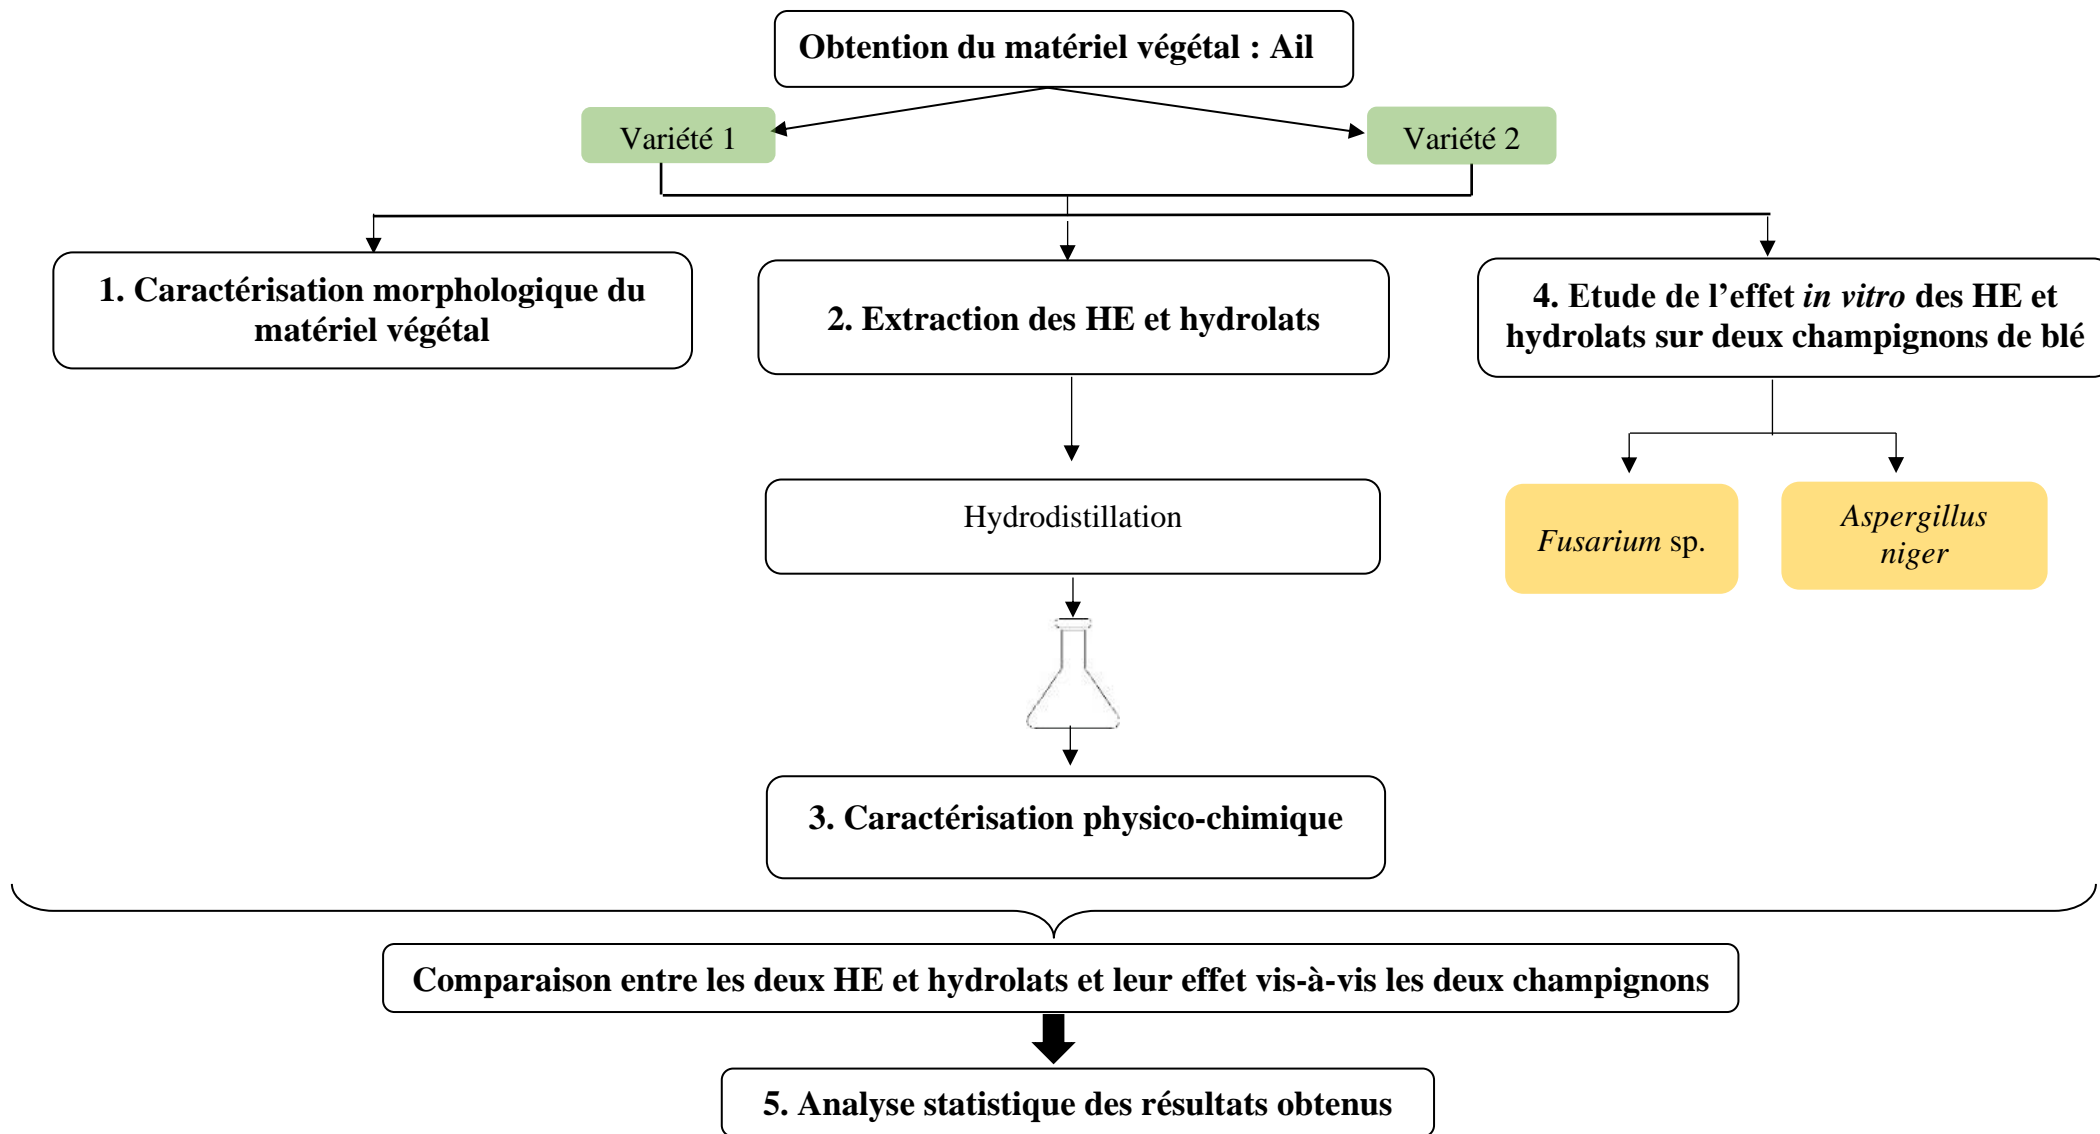 Obtention du matériel végétal : Ail
Variété 1
Variété 2
1. Caractérisation morphologique du
matériel végétal
2. Extraction des HE et hydrolats
4. Etude de l’effet in vitro des HE et
hydrolats sur deux champignons de blé
Hydrodistillation
Fusarium sp.
Aspergillus
niger
3. Caractérisation physico-chimique
Comparaison entre les deux HE et hydrolats et leur effet vis-à-vis les deux champignons
5. Analyse statistique des résultats obtenus